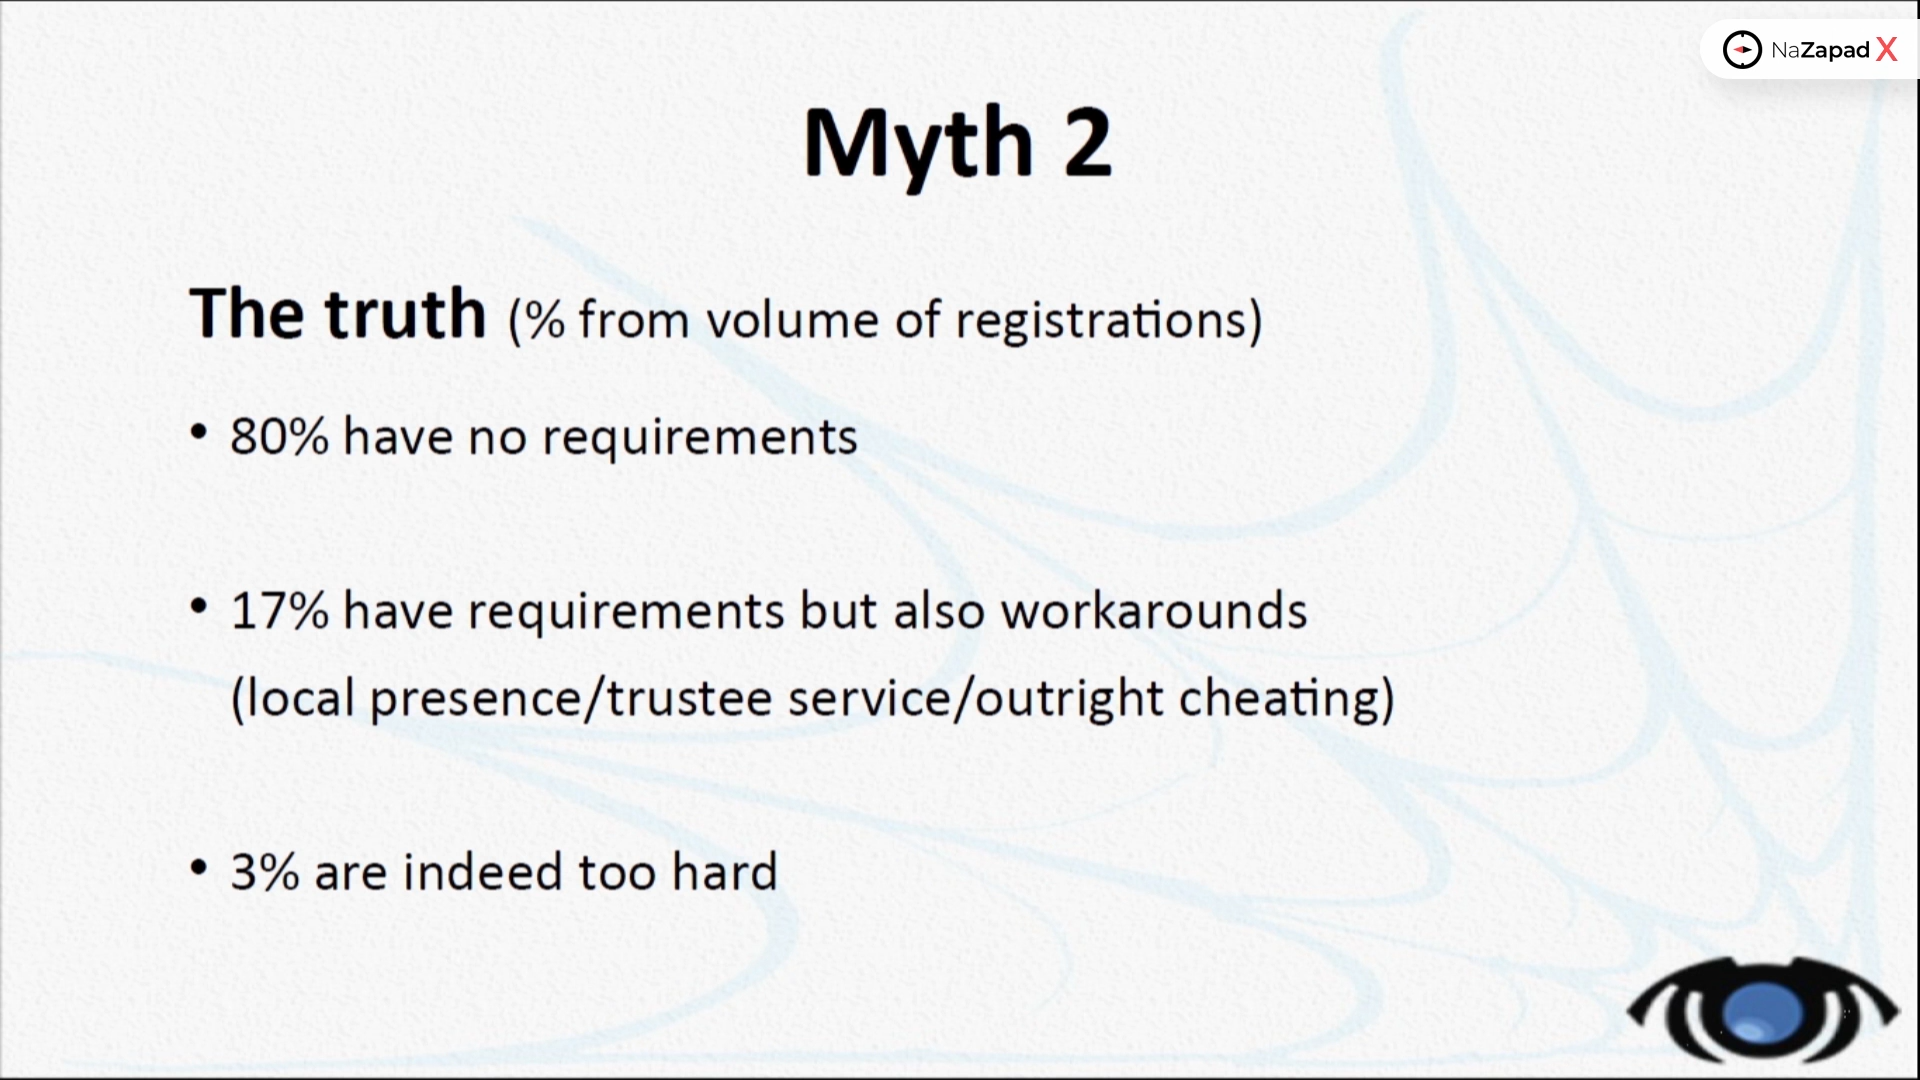 NaZapad X
Myth 2
The truth (% from volume of registrations)
• 80% have no requirements
• 17% have requirements but also workarounds
(local presence/trustee service/outright cheating)
• 3% are indeed too hard